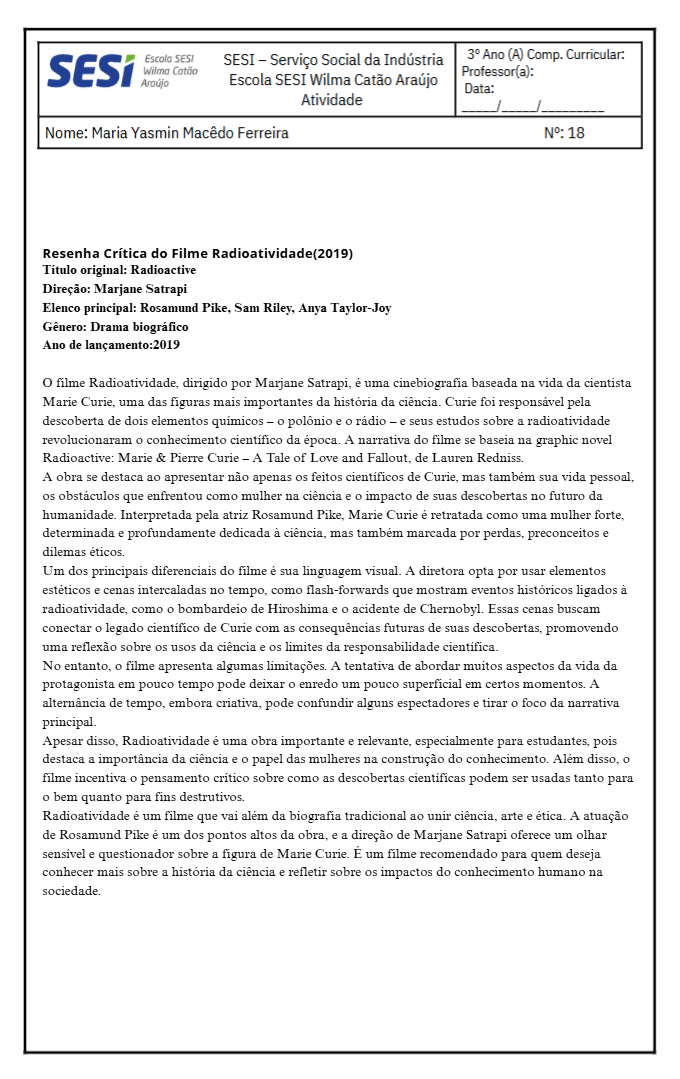 SESI
Escola SESI
Wilma Catão
Araújo
SESI – Serviço Social da Indústria
Escola SESI Wilma Catão Araújo
Atividade
3º Ano (A) Comp. Curricular:
Professor(a):
Data:
_____/_____/_________
Nome: Maria Yasmin Macêdo Ferreira Nº: 18
Resenha Crítica do Filme Radioatividade(2019)
Título original: Radioactive
Direção: Marjane Satrapi
Elenco principal: Rosamund Pike, Sam Riley, Anya Taylor-Joy
Gênero: Drama biográfico
Ano de lançamento:2019
O filme Radioatividade, dirigido por Marjane Satrapi, é uma cinebiografia baseada na vida da cientista
Marie Curie, uma das figuras mais importantes da história da ciência. Curie foi responsável pela
descoberta de dois elementos químicos – o polônio e o rádio – e seus estudos sobre a radioatividade
revolucionaram o conhecimento científico da época. A narrativa do filme se baseia na graphic novel
Radioactive: Marie & Pierre Curie – A Tale of Love and Fallout, de Lauren Redniss.
A obra se destaca ao apresentar não apenas os feitos científicos de Curie, mas também sua vida pessoal,
os obstáculos que enfrentou como mulher na ciência e o impacto de suas descobertas no futuro da
humanidade. Interpretada pela atriz Rosamund Pike, Marie Curie é retratada como uma mulher forte,
determinada e profundamente dedicada à ciência, mas também marcada por perdas, preconceitos e
dilemas éticos.
Um dos principais diferenciais do filme é sua linguagem visual. A diretora opta por usar elementos
estéticos e cenas intercaladas no tempo, como flash-forwards que mostram eventos históricos ligados à
radioatividade, como o bombardeio de Hiroshima e o acidente de Chernobyl. Essas cenas buscam
conectar o legado científico de Curie com as consequências futuras de suas descobertas, promovendo
uma reflexão sobre os usos da ciência e os limites da responsabilidade científica.
No entanto, o filme apresenta algumas limitações. A tentativa de abordar muitos aspectos da vida da
protagonista em pouco tempo pode deixar o enredo um pouco superficial em certos momentos. A
alternância de tempo, embora criativa, pode confundir alguns espectadores e tirar o foco da narrativa
principal.
Apesar disso, Radioatividade é uma obra importante e relevante, especialmente para estudantes, pois
destaca a importância da ciência e o papel das mulheres na construção do conhecimento. Além disso, o
filme incentiva o pensamento crítico sobre como as descobertas científicas podem ser usadas tanto para
o bem quanto para fins destrutivos.
Radioatividade é um filme que vai além da biografia tradicional ao unir ciência, arte e ética. A atuação
de Rosamund Pike é um dos pontos altos da obra, e a direção de Marjane Satrapi oferece um olhar
sensível e questionador sobre a figura de Marie Curie. É um filme recomendado para quem deseja
conhecer mais sobre a história da ciência e refletir sobre os impactos do conhecimento humano na
sociedade.